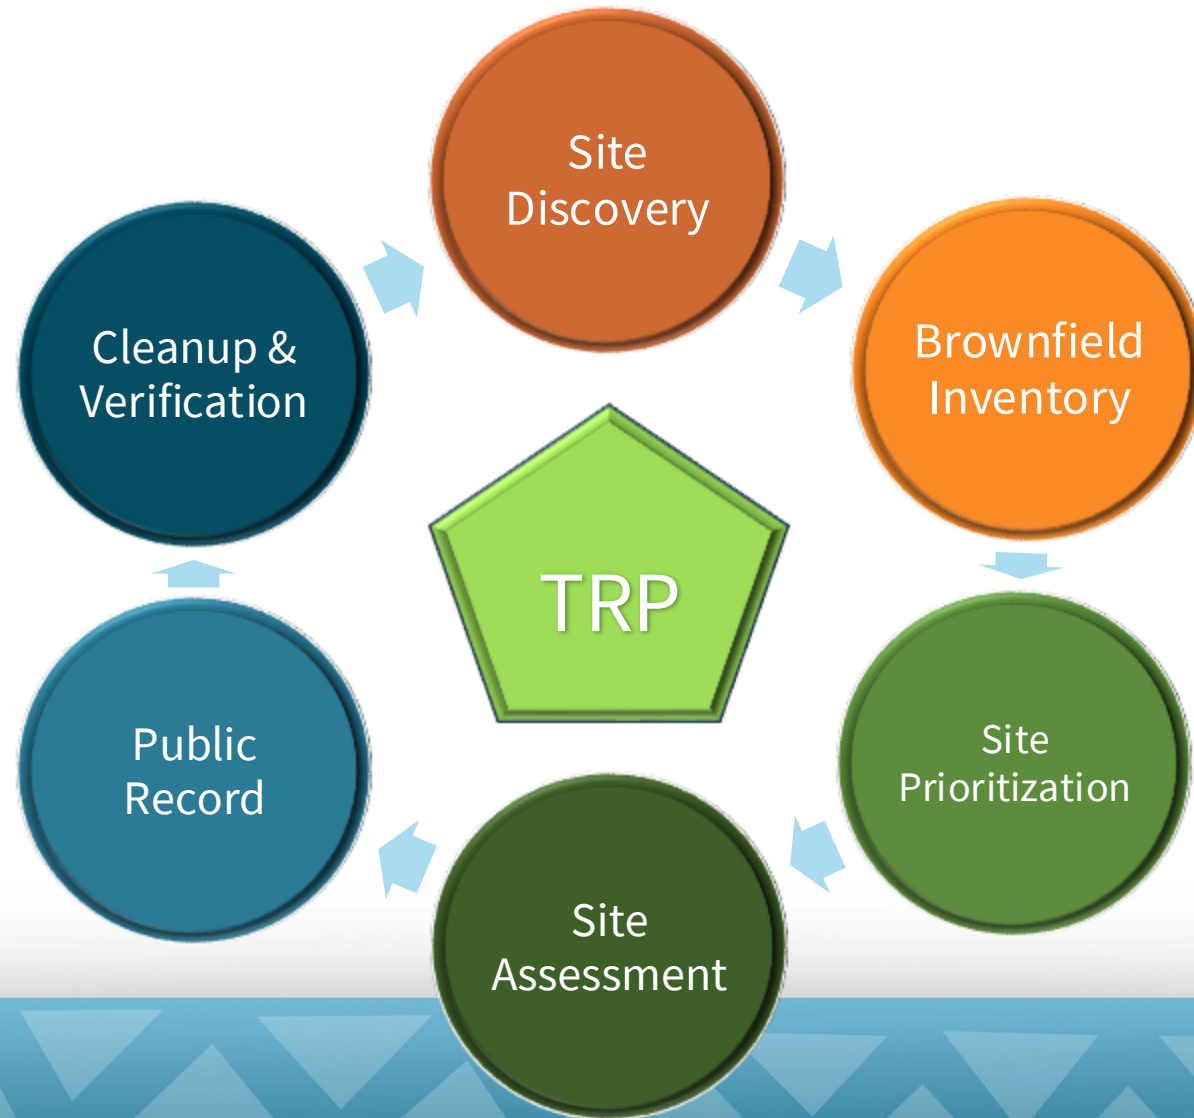 Site
Discovery
Brownfield
Inventory
Site
Prioritization
Site
Assessment
Public
Record
Cleanup &
Verification
TRP